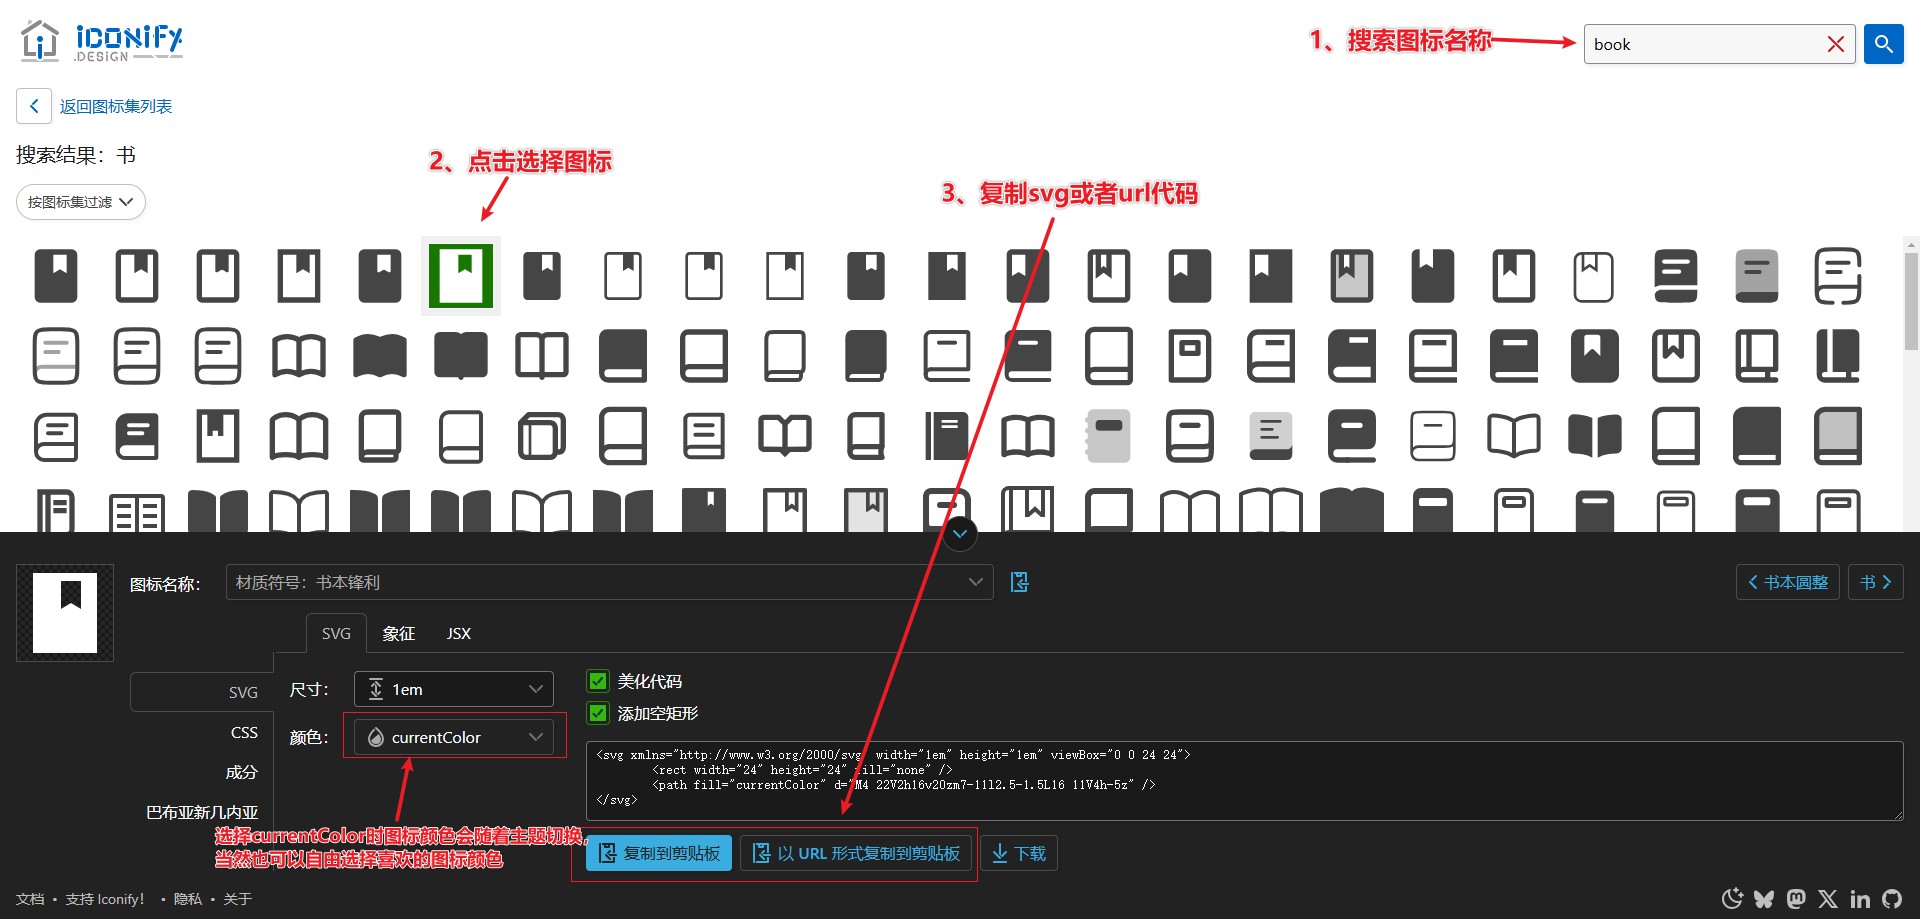 iCONiFY
.DESiGN
1、搜索图标名称
book
返回图标集列表
搜索结果：书
2、点击选择图标
3、复制svg或者url代码
按图标集过滤
图标名称：
材质符号：书本锋利
书本圆整
书
SVG
象征
JSX
SVG
CSS
成分
巴布亚新几内亚
尺寸：
1em
颜色：
currentColor
美化代码
添加空矩形
<svg xmlns="http://www.w3.org/2000/svg" width="1em" height="1em" viewBox="0 0 24 24">
<rect width="24" height="24" fill="none" />
<path fill="currentColor" d="M4 22V2h16v20zm7-11l2.5-1.5L16 11V4h-5z" />
</svg>
选择currentColor时图标颜色会随着主题切换，
当然也可以自由选择喜欢的图标颜色
复制到剪贴板
以 URL 形式复制到剪贴板
下载
文档 • 支持 Iconify！ • 隐私 • 关于